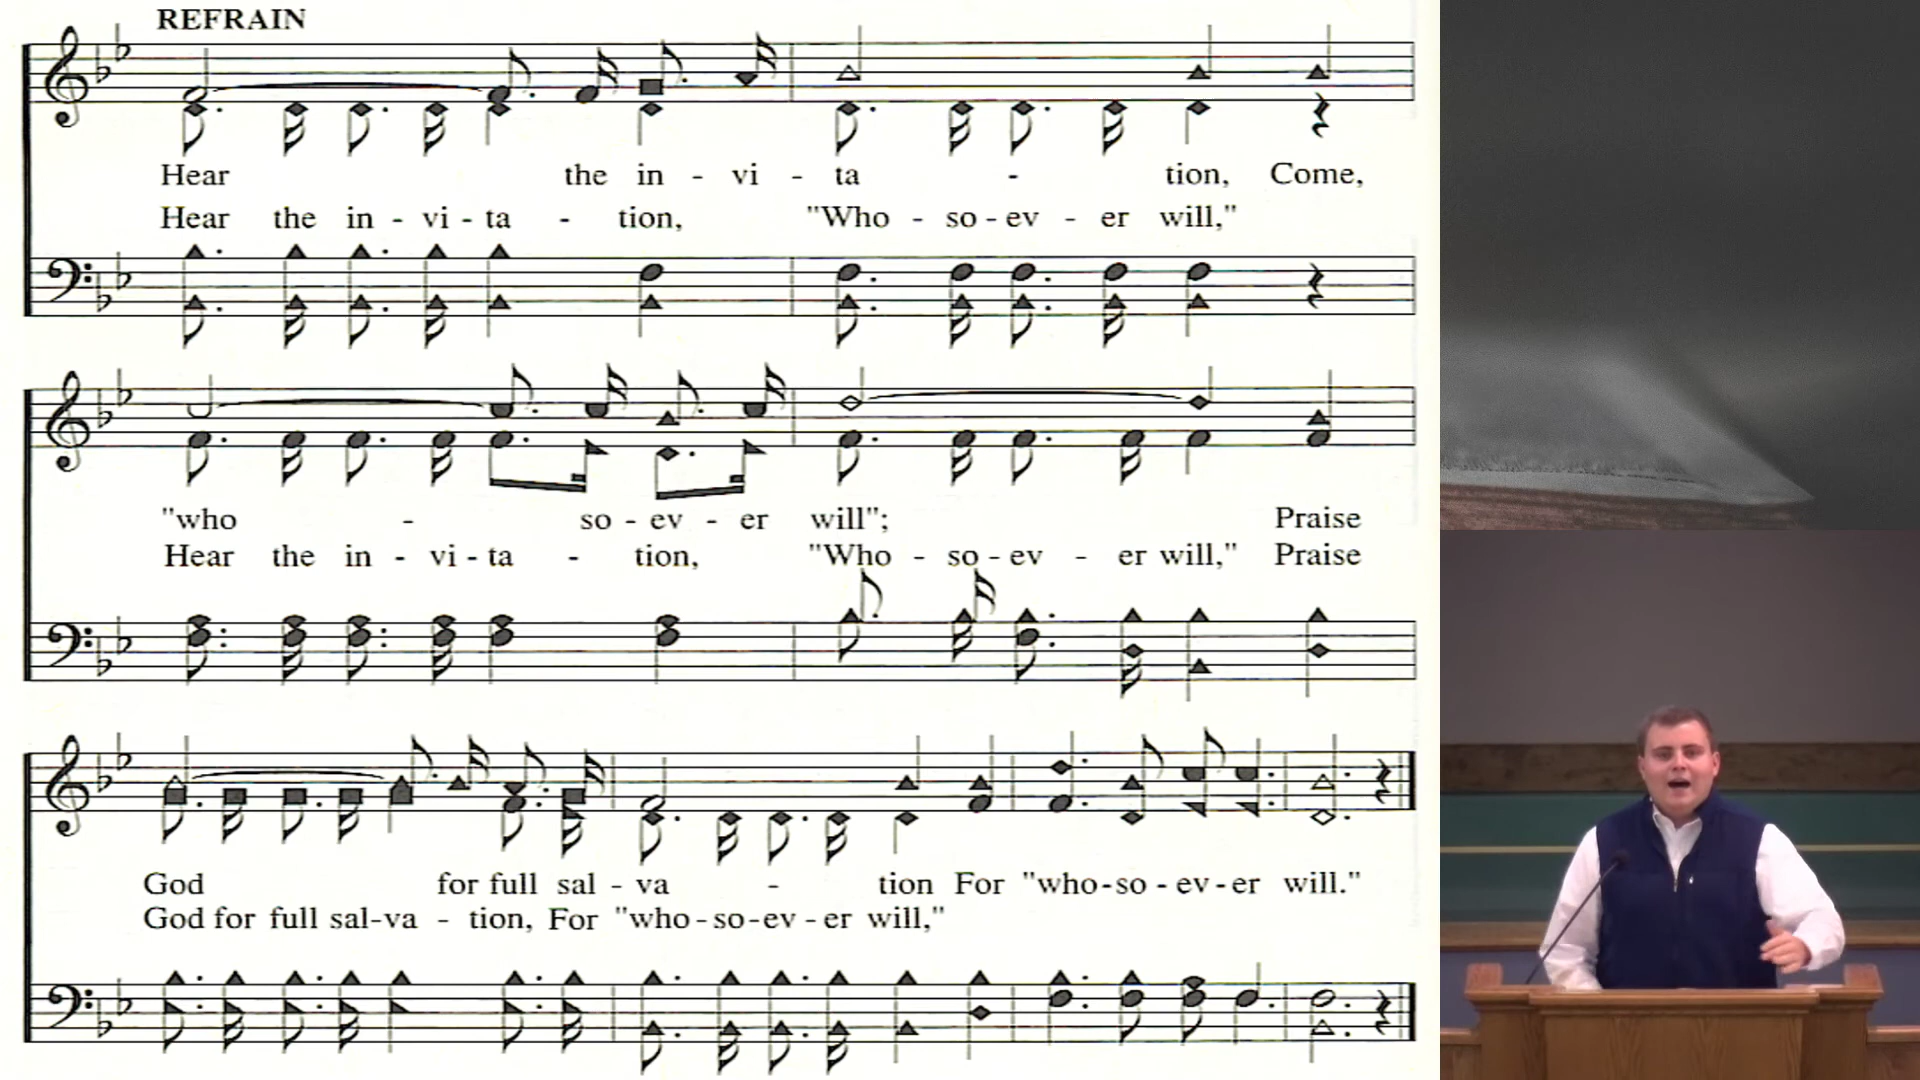 REFRAIN
Hear the in - vi - ta - tion, Come,
Hear the in - vi - ta - tion, "Who - so - ev - er will,"
"who - so - ev - er will"; Praise
Hear the in - vi - ta - tion, "Who - so - ev - er will," Praise
God for full sal - va - tion For "who - so - ev - er will."
God for full sal - va - tion, For "who - so - ev - er will,"